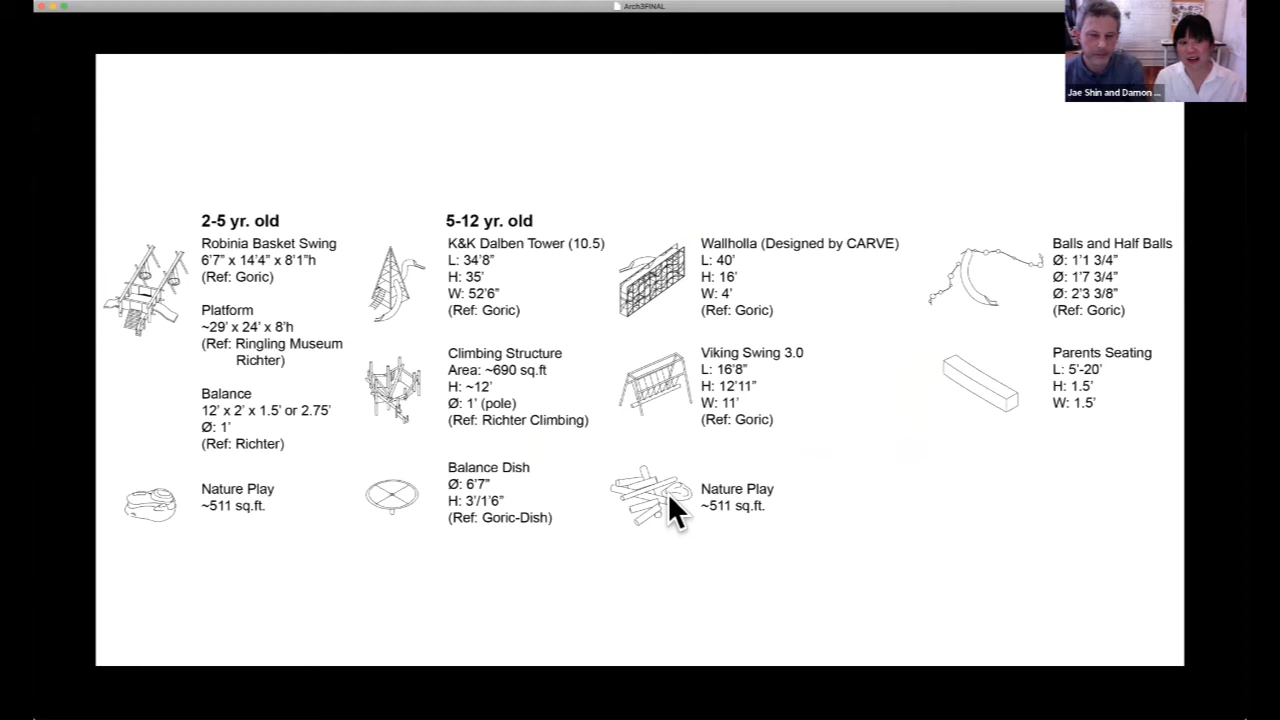 Arch3FINAL
Jae Shin and Damon ...
2-5 yr. old
Robinia Basket Swing
6'7” x 14'4” x 8'1”h
(Ref: Goric)
Platform
~29’ x 24’ x 8’h
(Ref: Ringling Museum
Richter)
Balance
12’ x 2’ x 1.5’ or 2.75’
Ø: 1’
(Ref: Richter)
Nature Play
~511 sq.ft.
5-12 yr. old
K&K Dalben Tower (10.5)
L: 34’8”
H: 35’
W: 52’6”
(Ref: Goric)
Climbing Structure
Area: ~690 sq.ft
H: ~12’
Ø: 1’ (pole)
(Ref: Richter Climbing)
Balance Dish
Ø: 6’7”
H: 3’/1’6”
(Ref: Goric-Dish)
Wallholla (Designed by CARVE)
L: 40’
H: 16’
W: 4’
(Ref: Goric)
Viking Swing 3.0
L: 16’8”
H: 12’11”
W: 11’
(Ref: Goric)
Nature Play
~511 sq.ft.
Balls and Half Balls
Ø: 1’1 3/4”
Ø: 1’7 3/4”
Ø: 2’3 3/8”
(Ref: Goric)
Parents Seating
L: 5’-20’
H: 1.5’
W: 1.5’